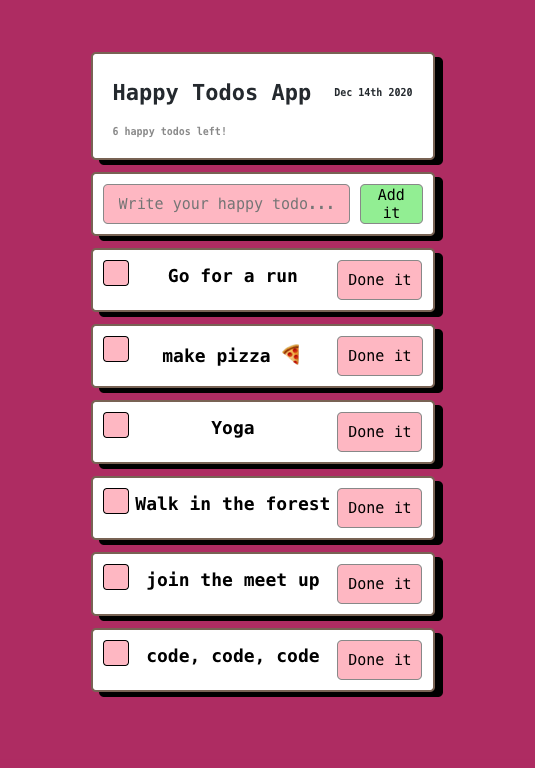 Happy Todos App Dec 14th 2020
6 happy todos left!
Write your happy todo...
Add
it
Go for a run
Done it
make pizza 🍕
Done it
Yoga
Done it
Walk in the forest
Done it
join the meet up
Done it
code, code, code
Done it